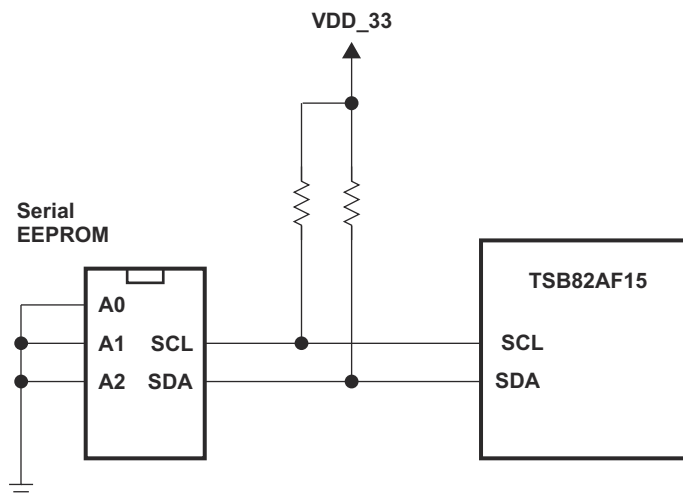 VDD_33
Serial
EEPROM
TSB82AF15
A0
A1 SCL
SCL
A2 SDA
SDA